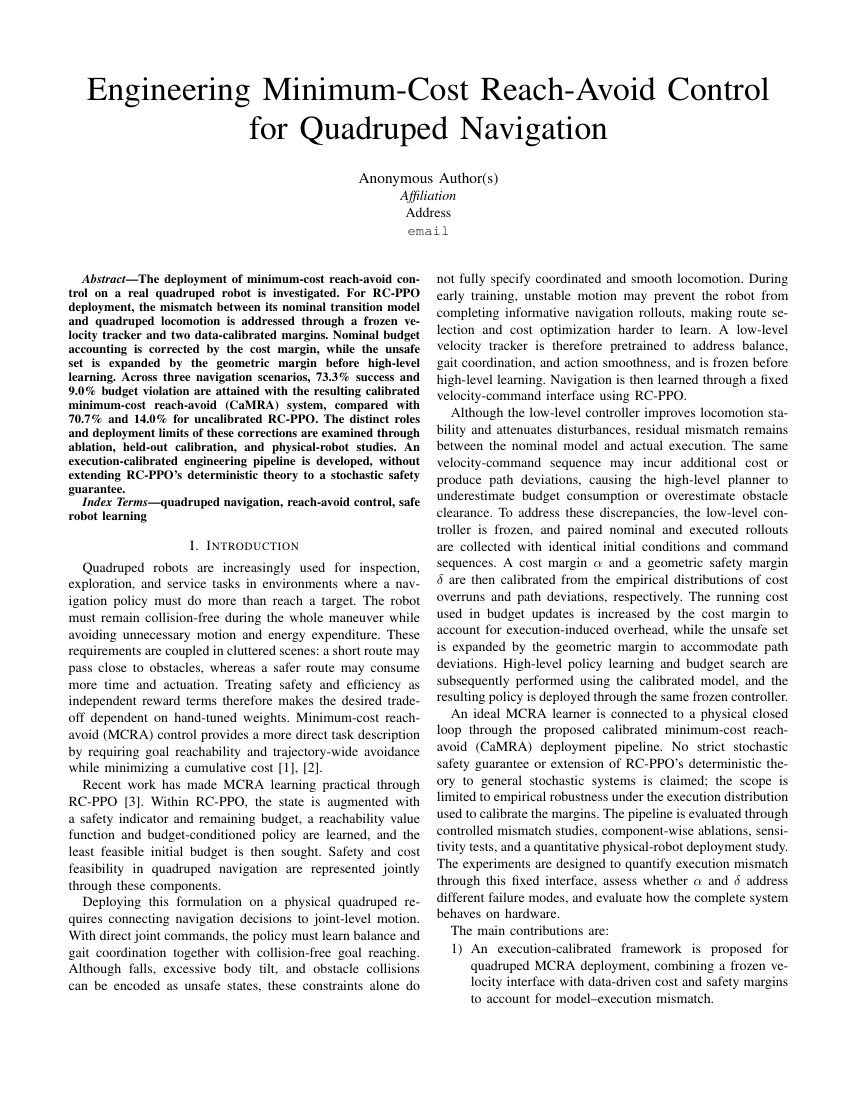 Engineering Minimum-Cost Reach-Avoid Control
for Quadruped Navigation
Anonymous Author(s)
Affiliation
Address
email
Abstract—The deployment of minimum-cost reach-avoid con-
trol on a real quadruped robot is investigated. For RC-PPO
deployment, the mismatch between its nominal transition model
and quadruped locomotion is addressed through a frozen ve-
locity tracker and two data-calibrated margins. Nominal budget
accounting is corrected by the cost margin, while the unsafe
set is expanded by the geometric margin before high-level
learning. Across three navigation scenarios, 73.3% success and
9.0% budget violation are attained with the resulting calibrated
minimum-cost reach-avoid (CaMRA) system, compared with
70.7% and 14.0% for uncalibrated RC-PPO. The distinct roles
and deployment limits of these corrections are examined through
ablation, held-out calibration, and physical-robot studies. An
execution-calibrated engineering pipeline is developed, without
extending RC-PPO's deterministic theory to a stochastic safety
guarantee.
Index Terms—quadruped navigation, reach-avoid control, safe
robot learning
I. INTRODUCTION
Quadruped robots are increasingly used for inspection,
exploration, and service tasks in environments where a nav-
igation policy must do more than reach a target. The robot
must remain collision-free during the whole maneuver while
avoiding unnecessary motion and energy expenditure. These
requirements are coupled in cluttered scenes: a short route may
pass close to obstacles, whereas a safer route may consume
more time and actuation. Treating safety and efficiency as
independent reward terms therefore makes the desired trade-
off dependent on hand-tuned weights. Minimum-cost reach-
avoid (MCRA) control provides a more direct task description
by requiring goal reachability and trajectory-wide avoidance
while minimizing a cumulative cost [1], [2].
Recent work has made MCRA learning practical through
RC-PPO [3]. Within RC-PPO, the state is augmented with
a safety indicator and remaining budget, a reachability value
function and budget-conditioned policy are learned, and the
least feasible initial budget is then sought. Safety and cost
feasibility in quadruped navigation are represented jointly
through these components.
Deploying this formulation on a physical quadruped re-
quires connecting navigation decisions to joint-level motion.
With direct joint commands, the policy must learn balance and
gait coordination together with collision-free goal reaching.
Although falls, excessive body tilt, and obstacle collisions
can be encoded as unsafe states, these constraints alone do
not fully specify coordinated and smooth locomotion. During
early training, unstable motion may prevent the robot from
completing informative navigation rollouts, making route se-
lection and cost optimization harder to learn. A low-level
velocity tracker is therefore pretrained to address balance,
gait coordination, and action smoothness, and is frozen before
high-level learning. Navigation is then learned through a fixed
velocity-command interface using RC-PPO.
Although the low-level controller improves locomotion sta-
bility and attenuates disturbances, residual mismatch remains
between the nominal model and actual execution. The same
velocity-command sequence may incur additional cost or
produce path deviations, causing the high-level planner to
underestimate budget consumption or overestimate obstacle
clearance. To address these discrepancies, the low-level con-
troller is frozen, and paired nominal and executed rollouts
are collected with identical initial conditions and command
sequences. A cost margin α and a geometric safety margin
δ are then calibrated from the empirical distributions of cost
overruns and path deviations, respectively. The running cost
used in budget updates is increased by the cost margin to
account for execution-induced overhead, while the unsafe set
is expanded by the geometric margin to accommodate path
deviations. High-level policy learning and budget search are
subsequently performed using the calibrated model, and the
resulting policy is deployed through the same frozen controller.
An ideal MCRA learner is connected to a physical closed
loop through the proposed calibrated minimum-cost reach-
avoid (CaMRA) deployment pipeline. No strict stochastic
safety guarantee or extension of RC-PPO's deterministic the-
ory to general stochastic systems is claimed; the scope is
limited to empirical robustness under the execution distribution
used to calibrate the margins. The pipeline is evaluated through
controlled mismatch studies, component-wise ablations, sensi-
tivity tests, and a quantitative physical-robot deployment study.
The experiments are designed to quantify execution mismatch
through this fixed interface, assess whether α and δ address
different failure modes, and evaluate how the complete system
behaves on hardware.
The main contributions are:
1) An execution-calibrated framework is proposed for
quadruped MCRA deployment, combining a frozen ve-
locity interface with data-driven cost and safety margins
to account for model–execution mismatch.